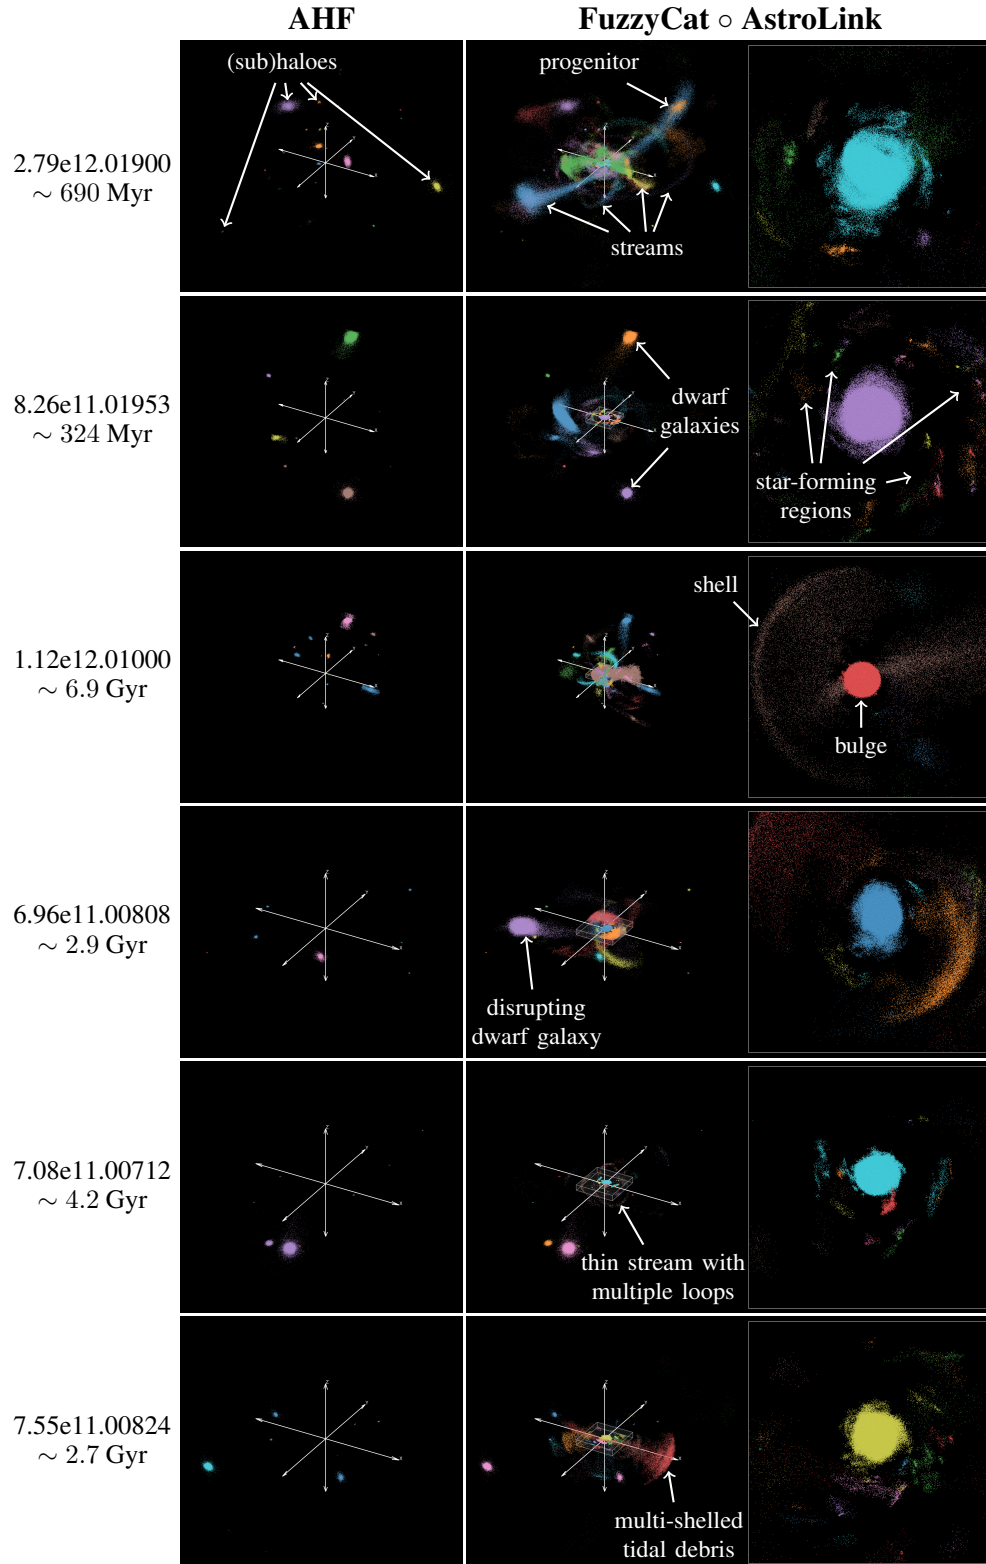 AHF
FuzzyCat ∘ AstroLink
(sub)haloes
progenitor
2.79e12.01900
∼ 690 Myr
streams
8.26e11.01953
∼ 324 Myr
dwarf
galaxies
star-forming
regions
shell
1.12e12.01000
∼ 6.9 Gyr
bulge
6.96e11.00808
∼ 2.9 Gyr
disrupting
dwarf galaxy
7.08e11.00712
∼ 4.2 Gyr
thin stream with
multiple loops
7.55e11.00824
∼ 2.7 Gyr
multi-shelled
tidal debris